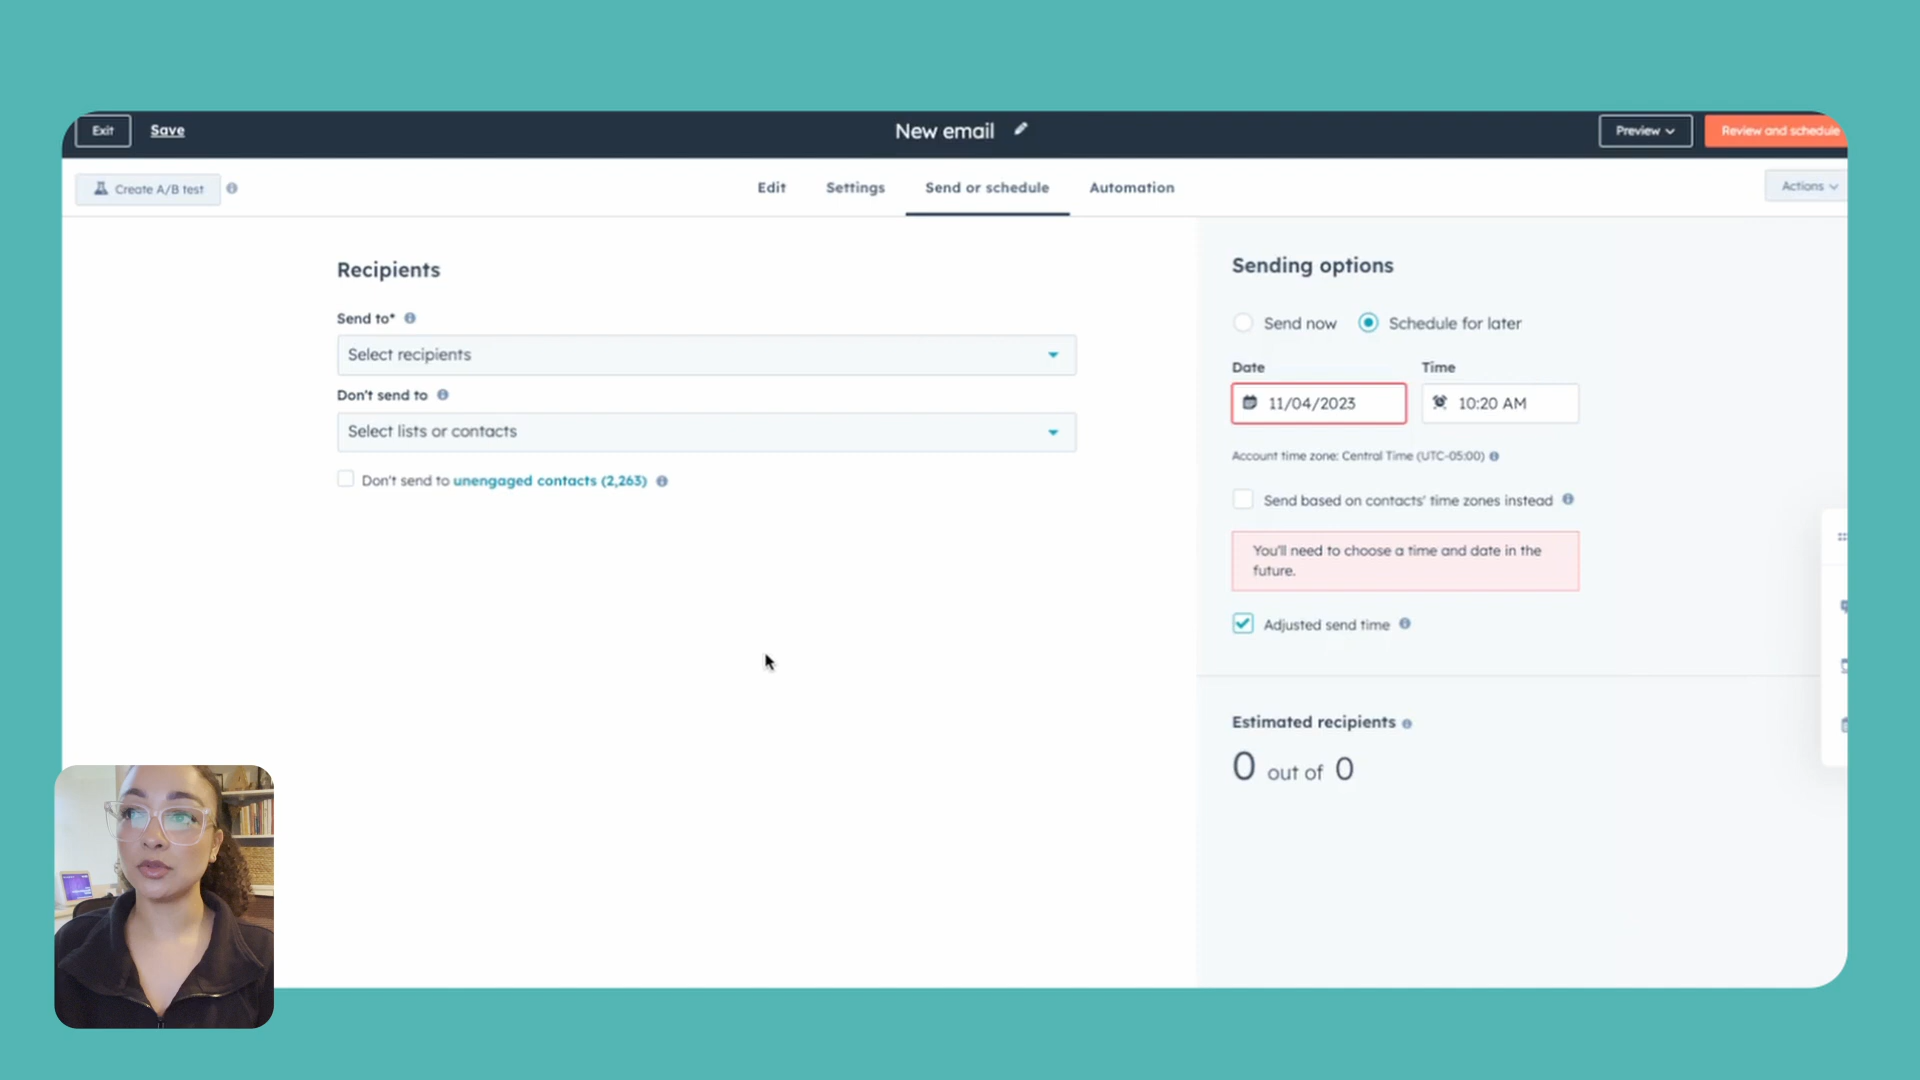 Exit
Save
New email
Preview
Review and schedule
Create A/B test
Edit
Settings
Send or schedule
Automation
Actions
Recipients
Send to*
Select recipients
Don't send to
Select lists or contacts
Don't send to unengaged contacts (2,263)
Sending options
Send now
Schedule for later
Date
Time
11/04/2023
10:20 AM
Account time zone: Central Time (UTC-05:00)
Send based on contacts' time zones instead
You'll need to choose a time and date in the
future.
Adjusted send time
Estimated recipients
0 out of 0